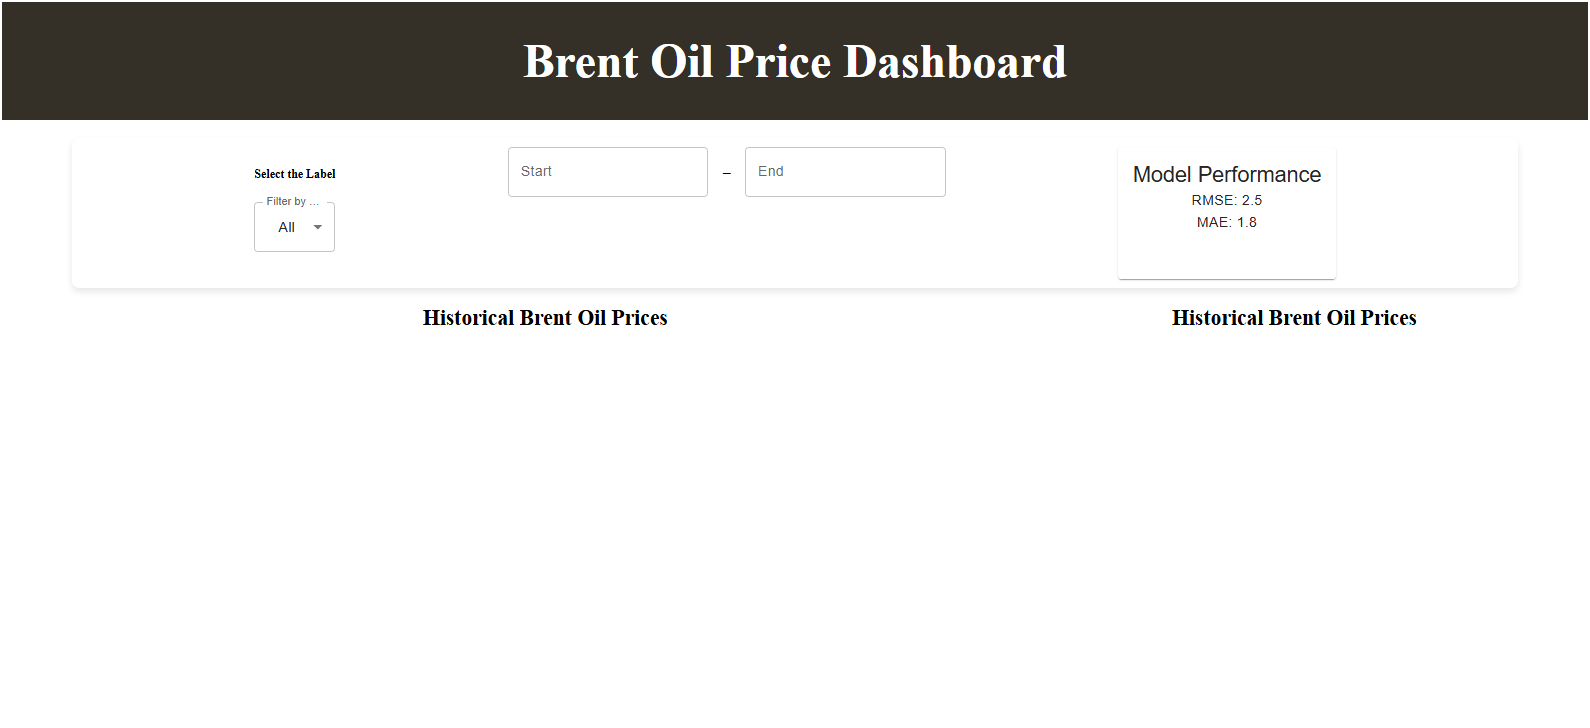 Brent Oil Price Dashboard
Select the Label
Filter by ...
All
Start
–
End
Model Performance
RMSE: 2.5
MAE: 1.8
Historical Brent Oil Prices
Historical Brent Oil Prices